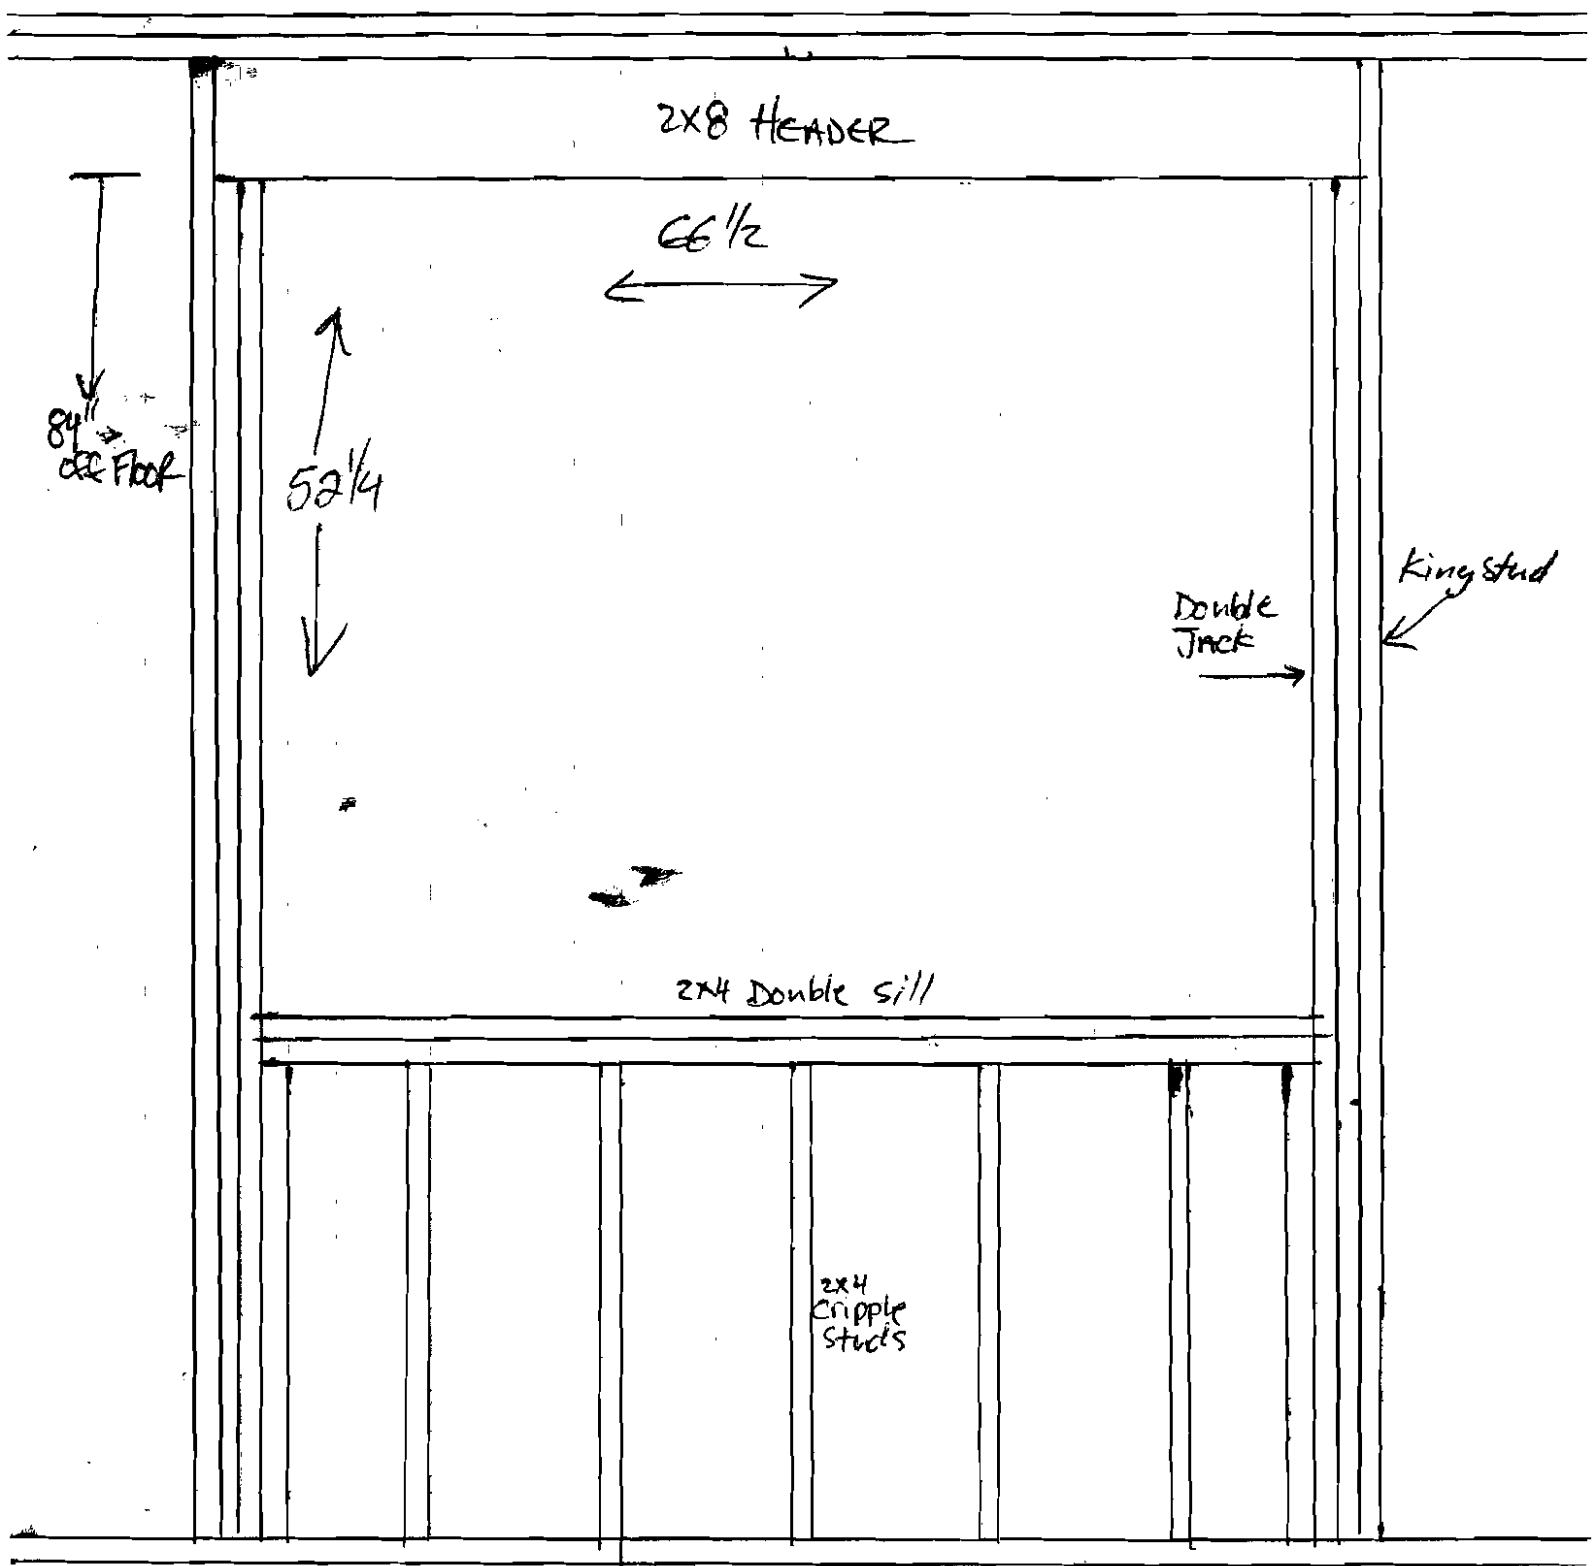 2X8 HEADER
66 1/2
84"
off Floor
52 1/4
King stud
Double
Jack
2x4 Double sill
2x4
Cripple
Studs